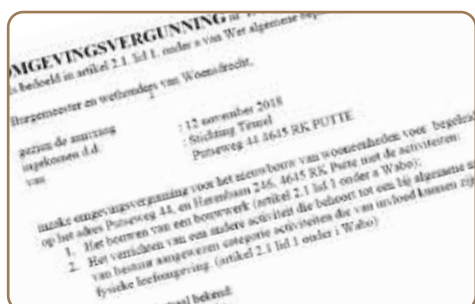 OMGEVINGSVERGUNNING
als bedoeld in artikel 2.1. lid 1. onder a van Wet algemene
Burgemeester en wethouders van Woensdrecht,
gezien de aanvraag
ingekomen d.d. : 12 november 2018
van : Stichting
Putseweg 44 4645 RK PUTTE
inzake omgevingsvergunning voor het nieuwbouw van wooneenheden voor
op het adres Putseweg 44, en 246, 4645 RK Putte met de activiteiten:
1. Het bouwen van een bouwwerk (artikel 2.1 lid 1 onder a Wabo);
2. Het verrichten van een andere activiteit die behoort tot een bij algemene
van bestuur aangewezen categorie activiteiten die van invloed kunnen zijn
fysieke leefomgeving. (artikel 2.1 lid 1 onder i Wabo)
bekend: